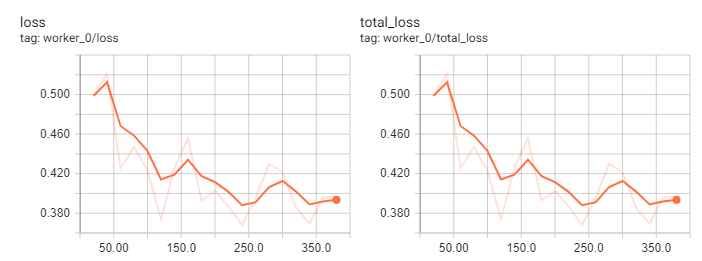 loss
tag: worker_0/loss
0.500
0.460
0.420
0.380
50.00 150.0 250.0 350.0
total_loss
tag: worker_0/total_loss
0.500
0.460
0.420
0.380
50.00 150.0 250.0 350.0